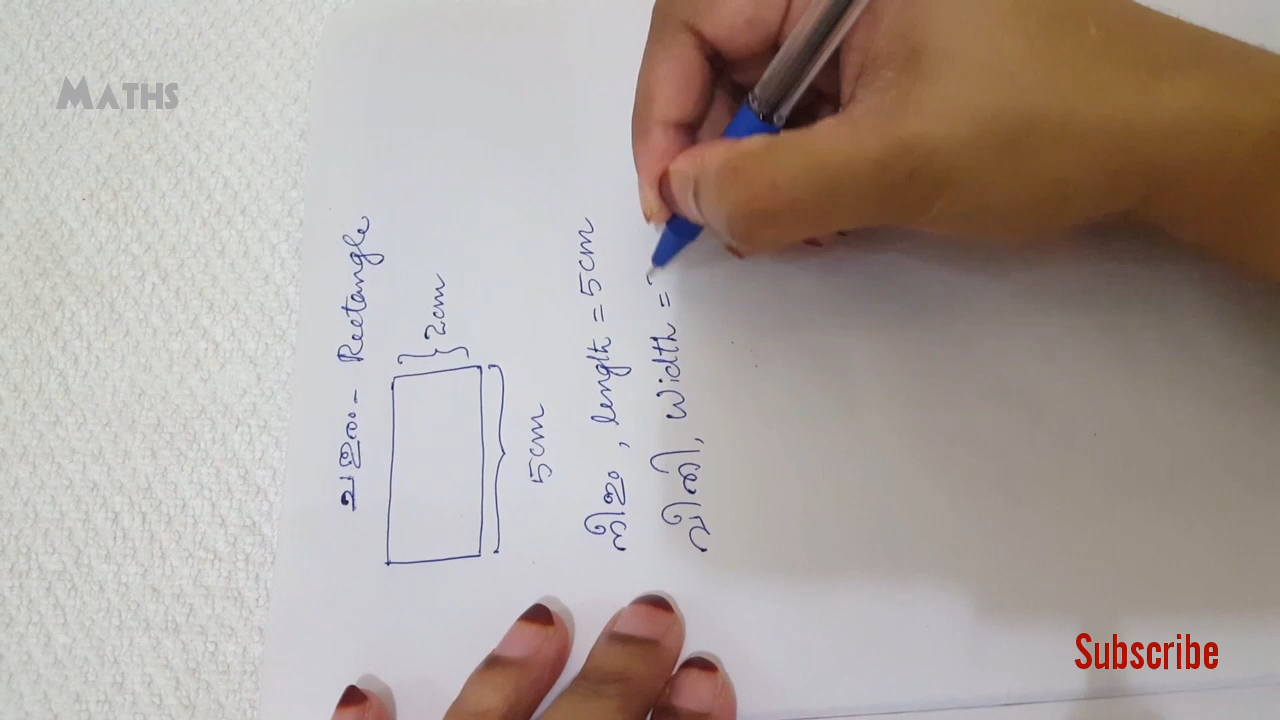 MATHS
ചതുരം - Rectangle
2cm
5cm
നീളം, length = 5cm
വീതി, width =
Subscribe